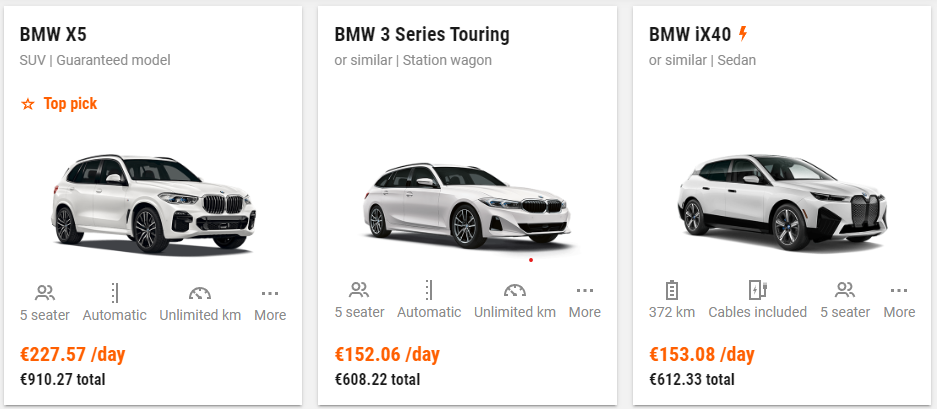 BMW X5
SUV | Guaranteed model
Top pick
5 seater
Automatic
Unlimited km
More
€227.57 /day
€910.27 total
BMW 3 Series Touring
or similar | Station wagon
5 seater
Automatic
Unlimited km
More
€152.06 /day
€608.22 total
BMW iX40
or similar | Sedan
372 km
Cables included
5 seater
More
€153.08 /day
€612.33 total